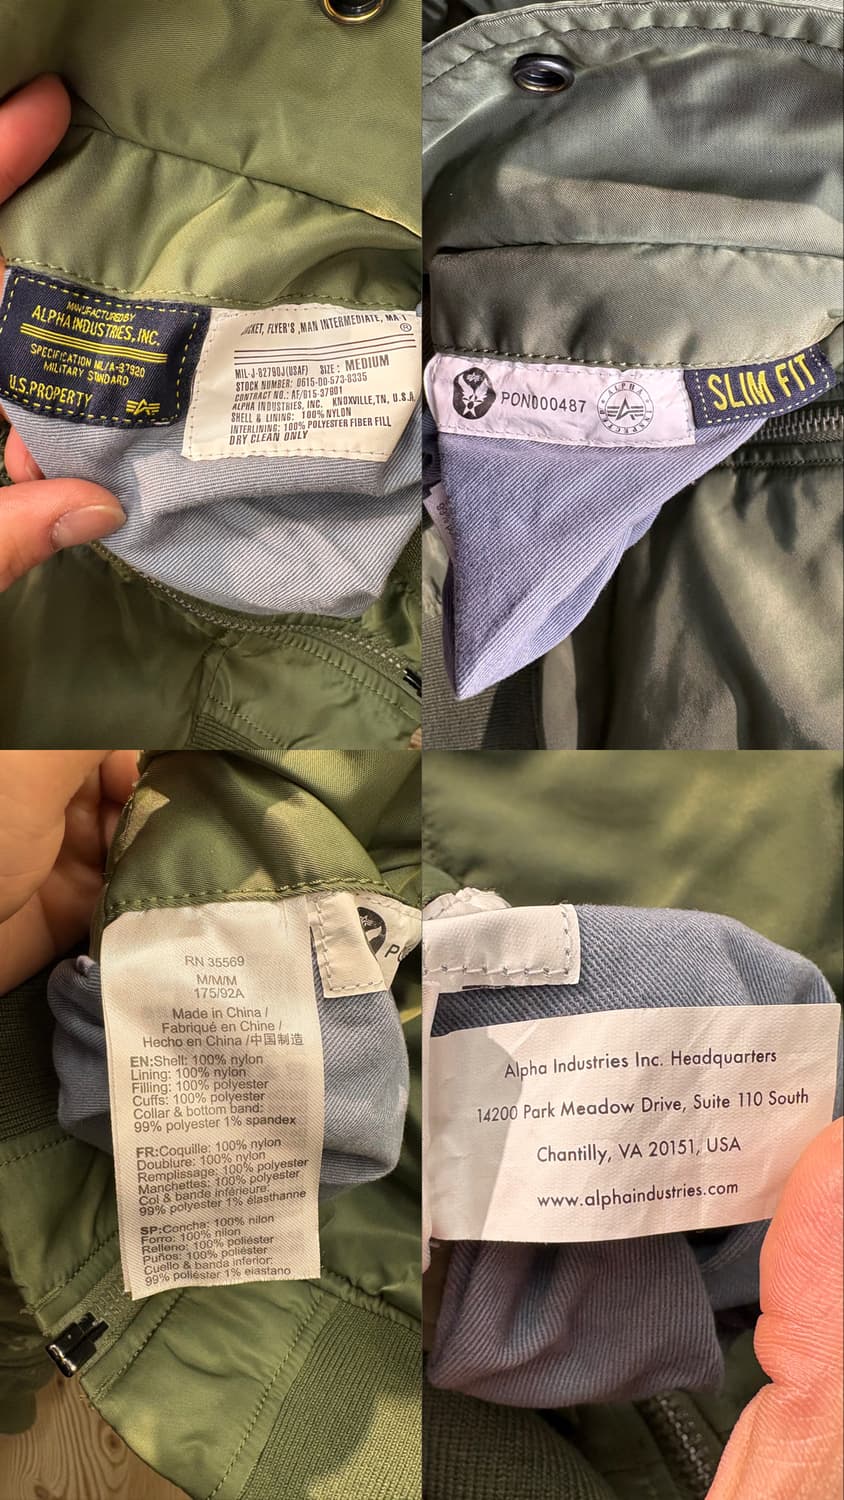 MANUFACTURED BY
ALPHA INDUSTRIES, INC.
SPECIFICATION MIL/A-37920
MILITARY STANDARD
U.S. PROPERTY
JACKET, FLYER'S ,MAN INTERMEDIATE, MA-1
®
MIL-J-8279OJ(USAF) SIZE: MEDIUM
STOCK NUMBER: 0615-00-573-8335
CONTRACT NO.: AF/D15-37801
ALPHA INDUSTRIES, INC. KNOXVILLE, TN, U.S.A.
SHELL & LINING: 100% NYLON
INTERLINING: 100% POLYESTER FIBER FILL
DRY CLEAN ONLY
PON000487
ALPHA
SLIM FIT
RN 35569
M/M/M
175/92A
Made in China /
Fabriqué en Chine /
Hecho en China /中国制造
EN:Shell: 100% nylon
Lining: 100% nylon
Filling: 100% polyester
Cuffs: 100% polyester
Collar & bottom band:
99% polyester 1% spandex
FR:Coquille: 100% nylon
Doublure: 100% nylon
Remplissage: 100% polyester
Manchettes: 100% polyester
Col & bande inférieure:
99% polyester 1% élasthanne
SP:Concha: 100% nilon
Forro: 100% nilon
Relleno: 100% poliéster
Puños: 100% poliéster
Cuello & banda inferior:
99% poliéster 1% elastano
Alpha Industries Inc. Headquarters
14200 Park Meadow Drive, Suite 110 South
Chantilly, VA 20151, USA
www.alphaindustries.com